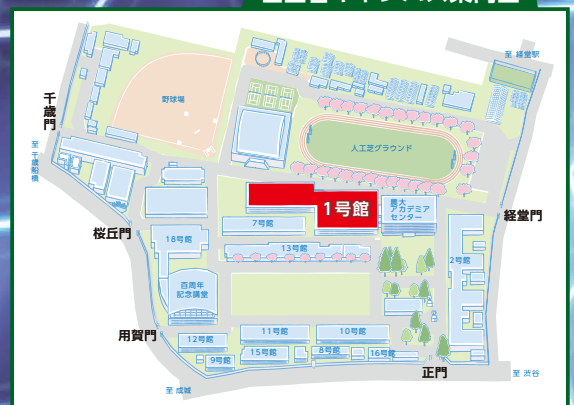 至 経堂駅
野球場
千歳門
至 千歳船橋
人工芝グラウンド
1号館
農大
アカデミア
センター
経堂門
7号館
桜丘門
18号館
13号館
2号館
百周年
記念講堂
用賀門
11号館
10号館
12号館
15号館
8号館
16号館
9号館
正門
至 渋谷
至 成城